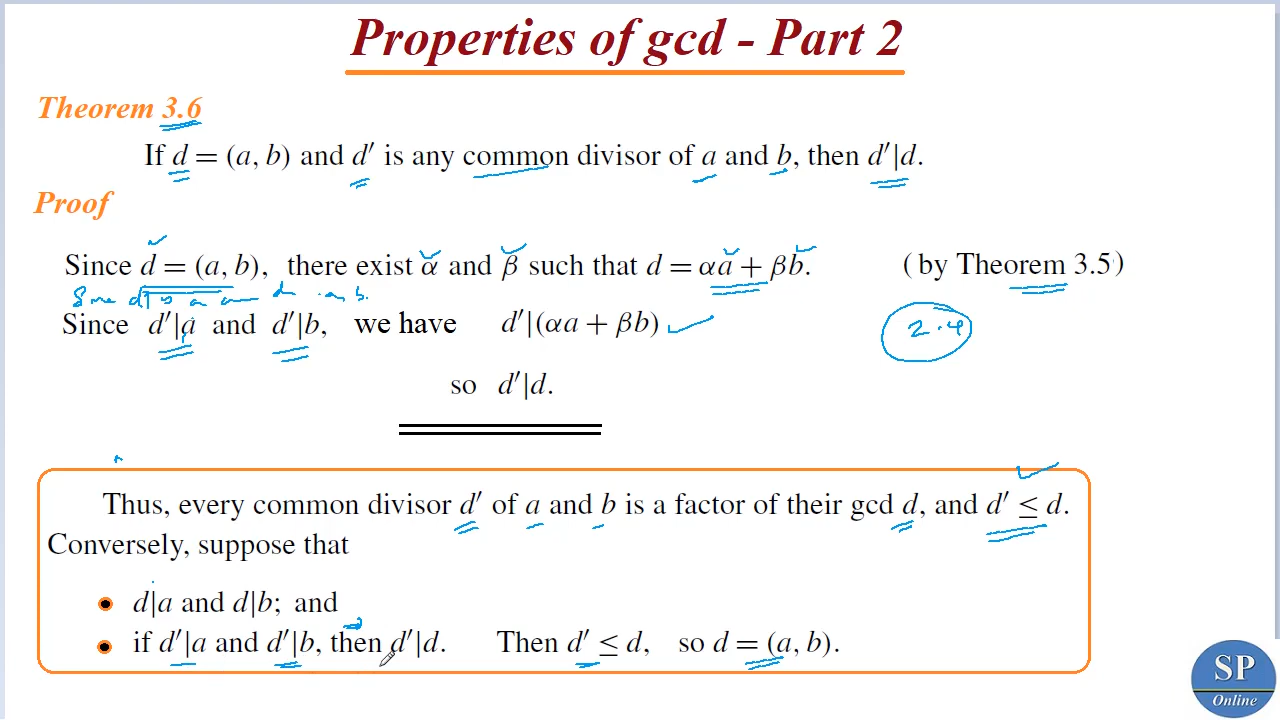 Properties of gcd - Part 2
Theorem 3.6
If d = (a, b) and d′ is any common divisor of a and b, then d′|d.
Proof
Since d = (a, b), there exist α and β such that d = αa + βb. (by Theorem 3.5)
Since d′|a and d′|b, we have d′|(αa + βb)
2.4
so d′|d.
Thus, every common divisor d′ of a and b is a factor of their gcd d, and d′ ≤ d.
Conversely, suppose that
• d|a and d|b; and
• if d′|a and d′|b, then d′|d. Then d′ ≤ d, so d = (a, b).
SP
Online